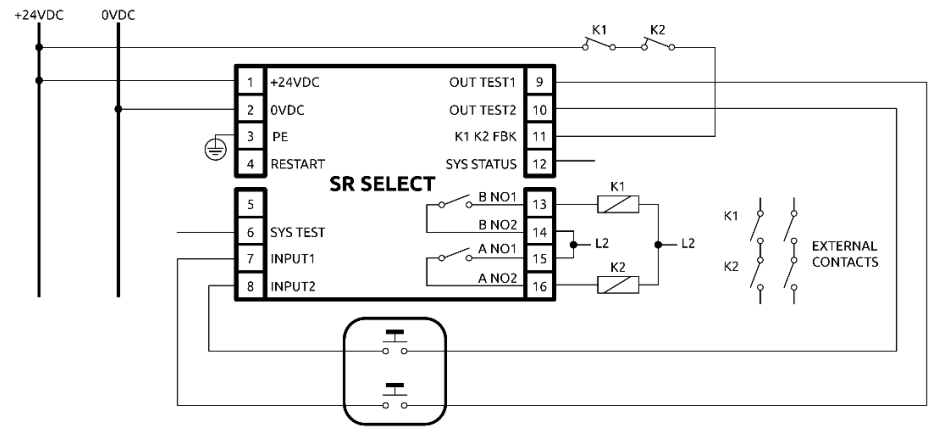 +24VDC 0VDC
K1 K2
1 +24VDC OUT TEST1 9
2 0VDC OUT TEST2 10
3 PE K1 K2 FBK 11
4 RESTART SYS STATUS 12
SR SELECT
5 B NO1 13 K1
6 SYS TEST B NO2 14 L2 L2
7 INPUT1 A NO1 15 K2
8 INPUT2 A NO2 16
K1
K2
EXTERNAL
CONTACTS